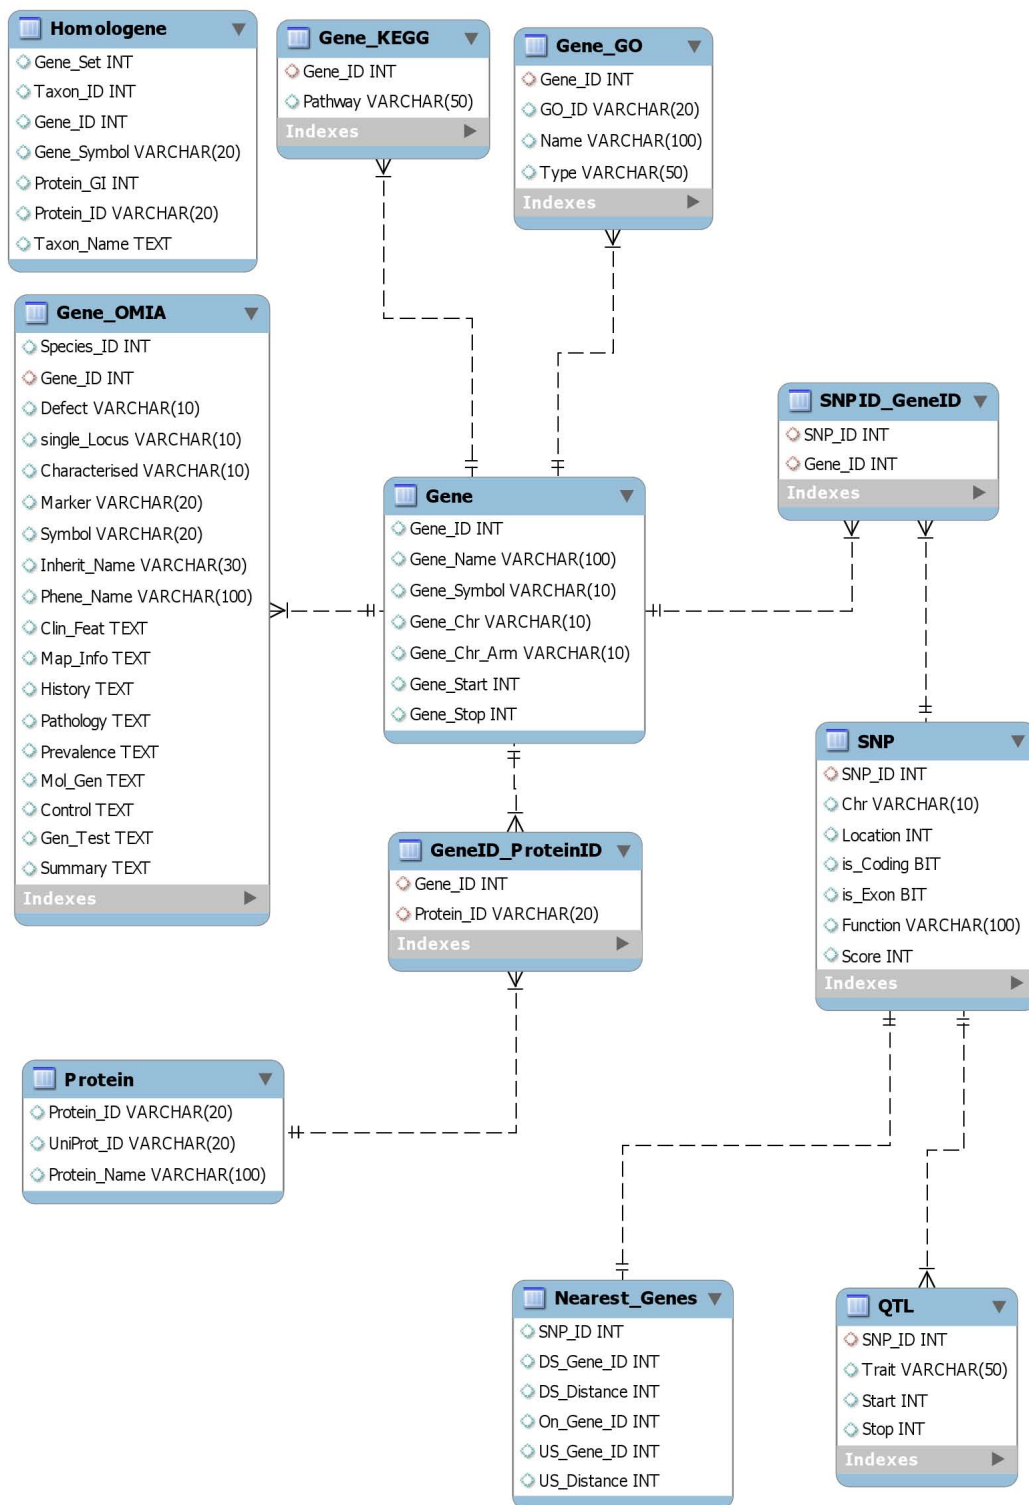 Homologene
Gene_Set INT
Taxon_ID INT
Gene_ID INT
Gene_Symbol VARCHAR(20)
Protein_GI INT
Protein_ID VARCHAR(20)
Taxon_Name TEXT
Gene_KEGG
Gene_ID INT
Pathway VARCHAR(50)
Indexes
Gene_GO
Gene_ID INT
GO_ID VARCHAR(20)
Name VARCHAR(100)
Type VARCHAR(50)
Indexes
Gene_OMIA
Species_ID INT
Gene_ID INT
Defect VARCHAR(10)
single_Locus VARCHAR(10)
Characterised VARCHAR(10)
Marker VARCHAR(20)
Symbol VARCHAR(20)
Inherit_Name VARCHAR(30)
Phene_Name VARCHAR(100)
Clin_Feat TEXT
Map_Info TEXT
History TEXT
Pathology TEXT
Prevalence TEXT
Mol_Gen TEXT
Control TEXT
Gen_Test TEXT
Summary TEXT
Indexes
Gene
Gene_ID INT
Gene_Name VARCHAR(100)
Gene_Symbol VARCHAR(10)
Gene_Chr VARCHAR(10)
Gene_Chr_Arm VARCHAR(10)
Gene_Start INT
Gene_Stop INT
SNPID_GeneID
SNP_ID INT
Gene_ID INT
Indexes
SNP
SNP_ID INT
Chr VARCHAR(10)
Location INT
is_Coding BIT
is_Exon BIT
Function VARCHAR(100)
Score INT
Indexes
GeneID_ProteinID
Gene_ID INT
Protein_ID VARCHAR(20)
Indexes
Protein
Protein_ID VARCHAR(20)
UniProt_ID VARCHAR(20)
Protein_Name VARCHAR(100)
Nearest_Genes
SNP_ID INT
DS_Gene_ID INT
DS_Distance INT
On_Gene_ID INT
US_Gene_ID INT
US_Distance INT
QTL
SNP_ID INT
Trait VARCHAR(50)
Start INT
Stop INT
Indexes